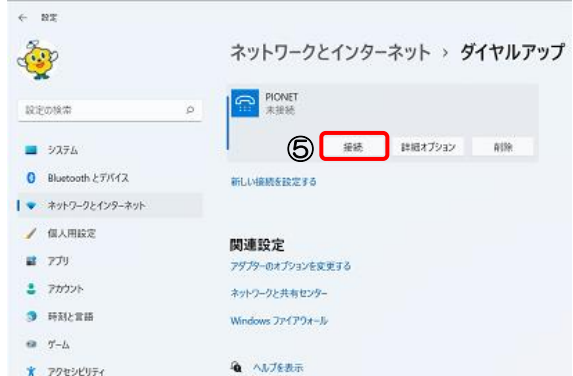 ← 設定
ネットワークとインターネット › ダイヤルアップ
PIONET
未接続
⑤ 接続 詳細オプション 削除
新しい接続を設定する
関連設定
アダプターのオプションを変更する
ネットワークと共有センター
Windows ファイアウォール
ヘルプを表示
設定の検索
システム
Bluetooth とデバイス
ネットワークとインターネット
個人用設定
アプリ
アカウント
時刻と言語
ゲーム
アクセシビリティ